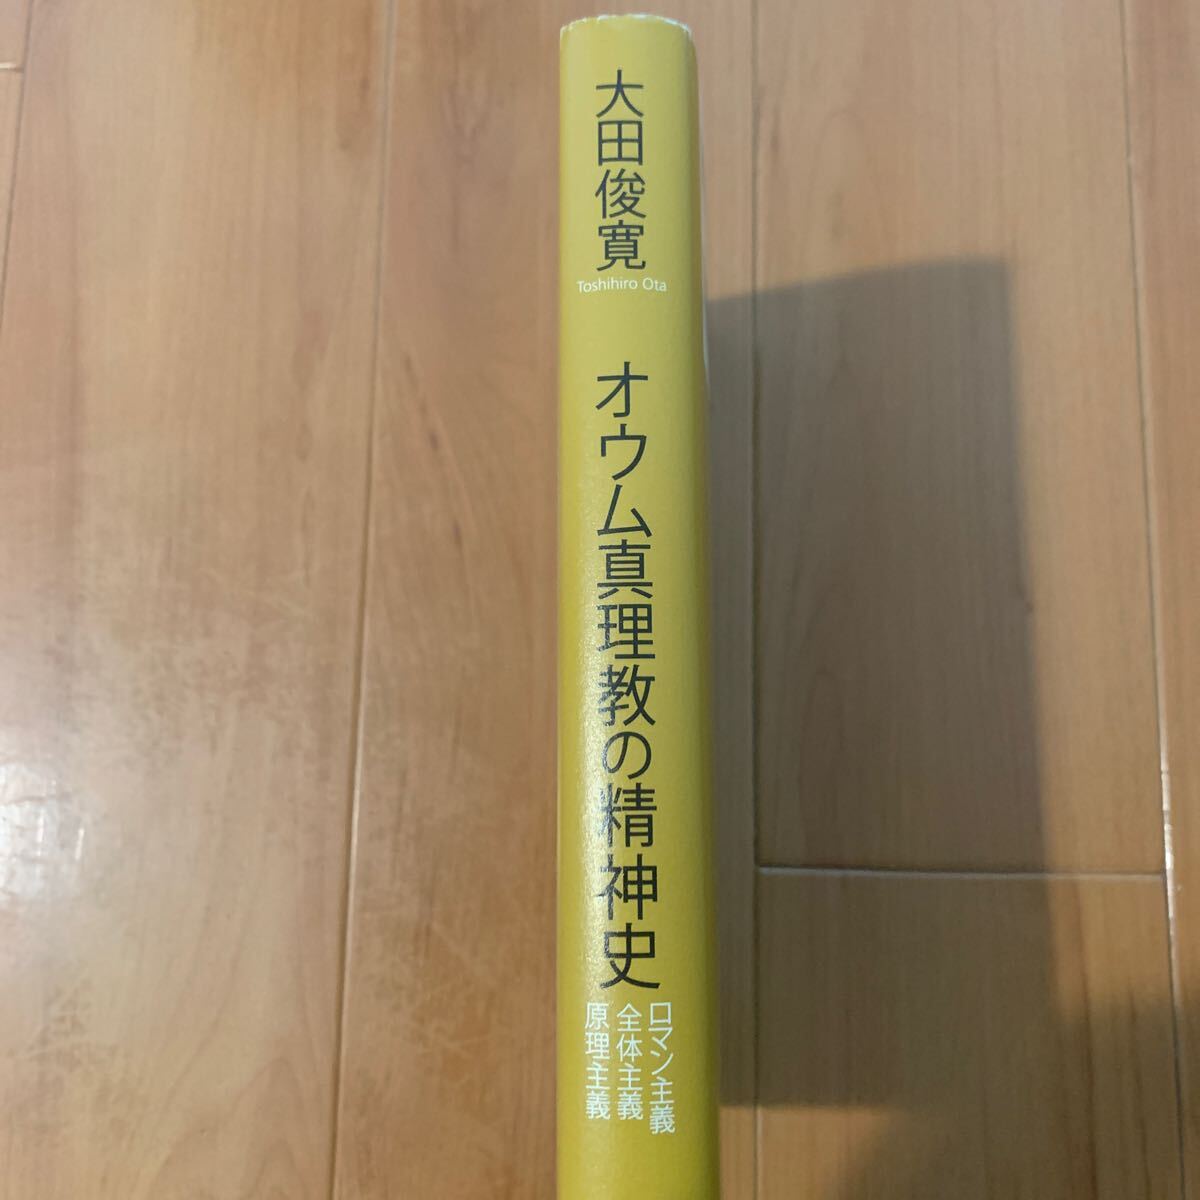 大田俊寛
Toshihiro Ota
オウム真理教の精神史
ロマン主義
全体主義
原理主義